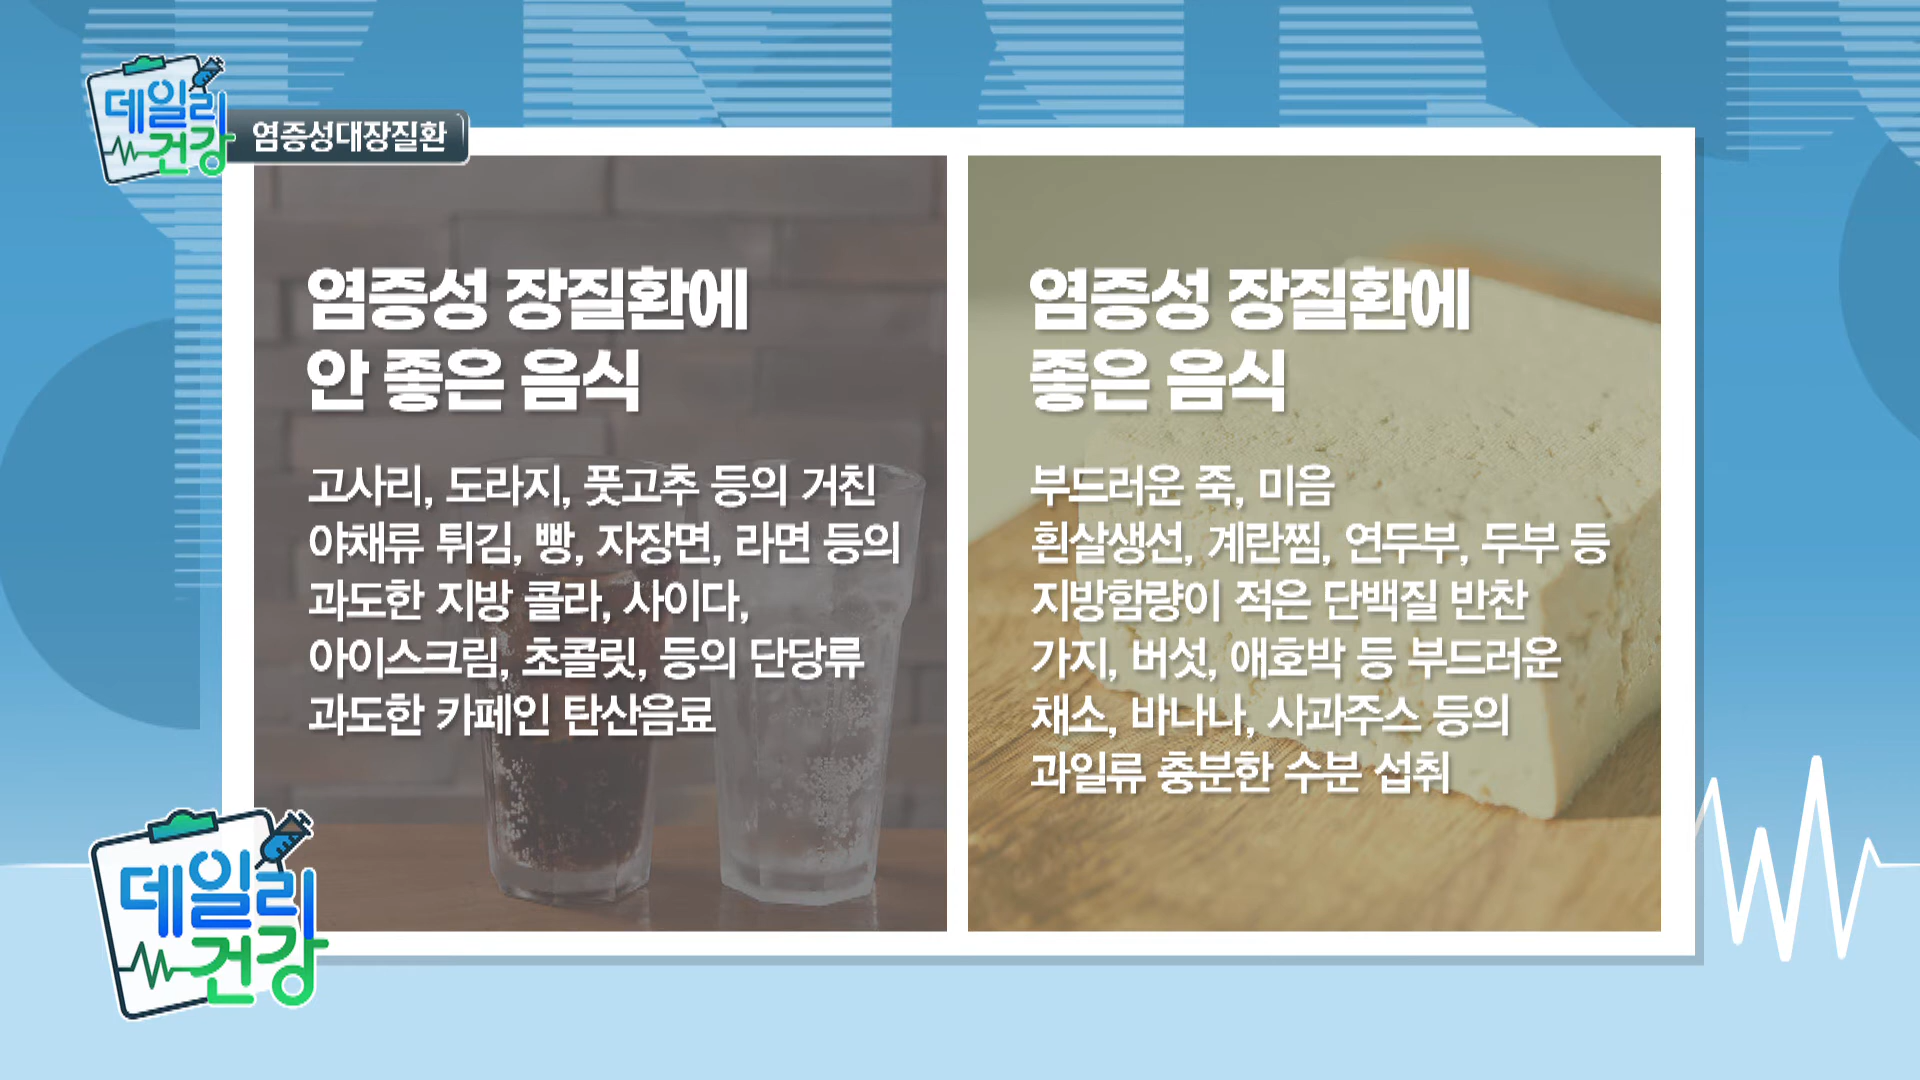 데일리
건강
염증성대장질환
염증성 장질환에
안 좋은 음식
고사리, 도라지, 풋고추 등의 거친
야채류 튀김, 빵, 자장면, 라면 등의
과도한 지방 콜라, 사이다,
아이스크림, 초콜릿, 등의 단당류
과도한 카페인 탄산음료
염증성 장질환에
좋은 음식
부드러운 죽, 미음
흰살생선, 계란찜, 연두부, 두부 등
지방함량이 적은 단백질 반찬
가지, 버섯, 애호박 등 부드러운
채소, 바나나, 사과주스 등의
과일류 충분한 수분 섭취
데일리
건강